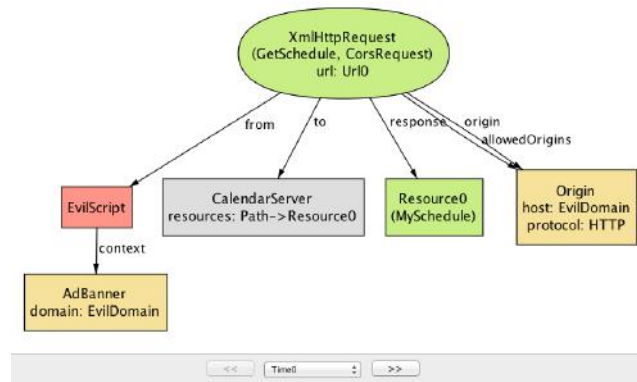 XmlHttpRequest
(GetSchedule, CorsRequest)
url: Url0
from
to
response
origin
allowedOrigins
EvilScript
CalendarServer
resources: Path->Resource0
Resource0
(MySchedule)
Origin
host: EvilDomain
protocol: HTTP
context
AdBanner
domain: EvilDomain
<<
Time0
>>